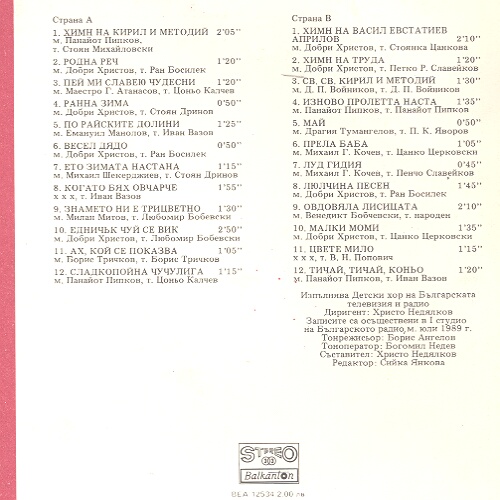 Страна А
1. ХИМН НА КИРИЛ И МЕТОДИЙ 2'05''
м. Панайот Пипков,
т. Стоян Михайловски
2. РОДНА РЕЧ 1'20''
м. Добри Христов, т. Ран Босилек
3. ПЕЙ МИ СЛАВЕЮ ЧУДЕСНИ 1'20''
м. Маестро Г. Атанасов, т. Цоньо Калчев
4. РАННА ЗИМА 0'50''
м. Добри Христов, т. Стоян Дринов
5. ПО РАЙСКИТЕ ДОЛИНИ 1'25''
м. Емануил Манолов, т. Иван Вазов
6. ВЕСЕЛ ДЯДО 0'50''
м. Добри Христов, т. Ран Босилек
7. ЕТО ЗИМАТА НАСТАНА 1'15''
м. Михаил Шекерджиев, т. Стоян Дринов
8. КОГАТО БЯХ ОВЧАРЧЕ 1'55''
х х х, т. Иван Вазов
9. ЗНАМЕТО НИ Е ТРИЦВЕТНО 1'30''
м. Милан Митов, т. Любомир Бобевски
10. ЕДНИЧЪК ЧУЙ СЕ ВИК 2'50''
м. Добри Христов, т. Любомир Бобевски
11. АХ, КОЙ СЕ ПОКАЗВА 1'05''
м. Борис Тричков, т. Борис Тричков
12. СЛАДКОПОЙНА ЧУЧУЛИГА 1'15''
м. Панайот Пипков, т. Цоньо Калчев
Страна В
1. ХИМН НА ВАСИЛ ЕВСТАТИЕВ
АПРИЛОВ 2'10''
м. Добри Христов, т. Стоянка Цанкова
2. ХИМН НА ТРУДА 1'20''
м. Добри Христов, т. Петко Р. Славейков
3. СВ. СВ. КИРИЛ И МЕТОДИЙ 1'30''
м. Д. П. Войников, т. Д. П. Войников
4. ИЗНОВО ПРОЛЕТТА НАСТА 1'35''
м. Панайот Пипков, т. Панайот Пипков
5. МАЙ 0'50''
м. Драгия Тумангелов, т. П. К. Яворов
6. ПРЕЛА БАБА 1'05''
м. Михаил Г. Кочев, т. Цанко Церковски
7. ЛУД ГИДИЯ 0'45''
м. Михаил Г. Кочев, т. Пенчо Славейков
8. ЛЮЛЧИНА ПЕСЕН 1'45''
м. Добри Христов, т. Ран Босилек
9. ОВДОВЯЛА ЛИСИЦАТА 2'10''
м. Венедикт Бобчевски, т. народен
10. МАЛКИ МОМИ 1'35''
м. Добри Христов, т. Цанко Церковски
11. ЦВЕТЕ МИЛО 1'15''
х х х, т. В. Н. Попович
12. ТИЧАЙ, ТИЧАЙ, КОНЬО 1'20''
м. Панайот Пипков, т. Иван Вазов
Изпълнява Детски хор на Българската
телевизия и радио
Диригент: Христо Недялков
Записите са осъществени в I студио
на Българското радио, м. юли 1989 г.
Тонрежисьор: Борис Ангелов
Тоноператор: Богомил Недев
Съставител: Христо Недялков
Редактор: Сийка Янкова
STEREO
33
Balkanton
ВЕА 12534 2.00 лв